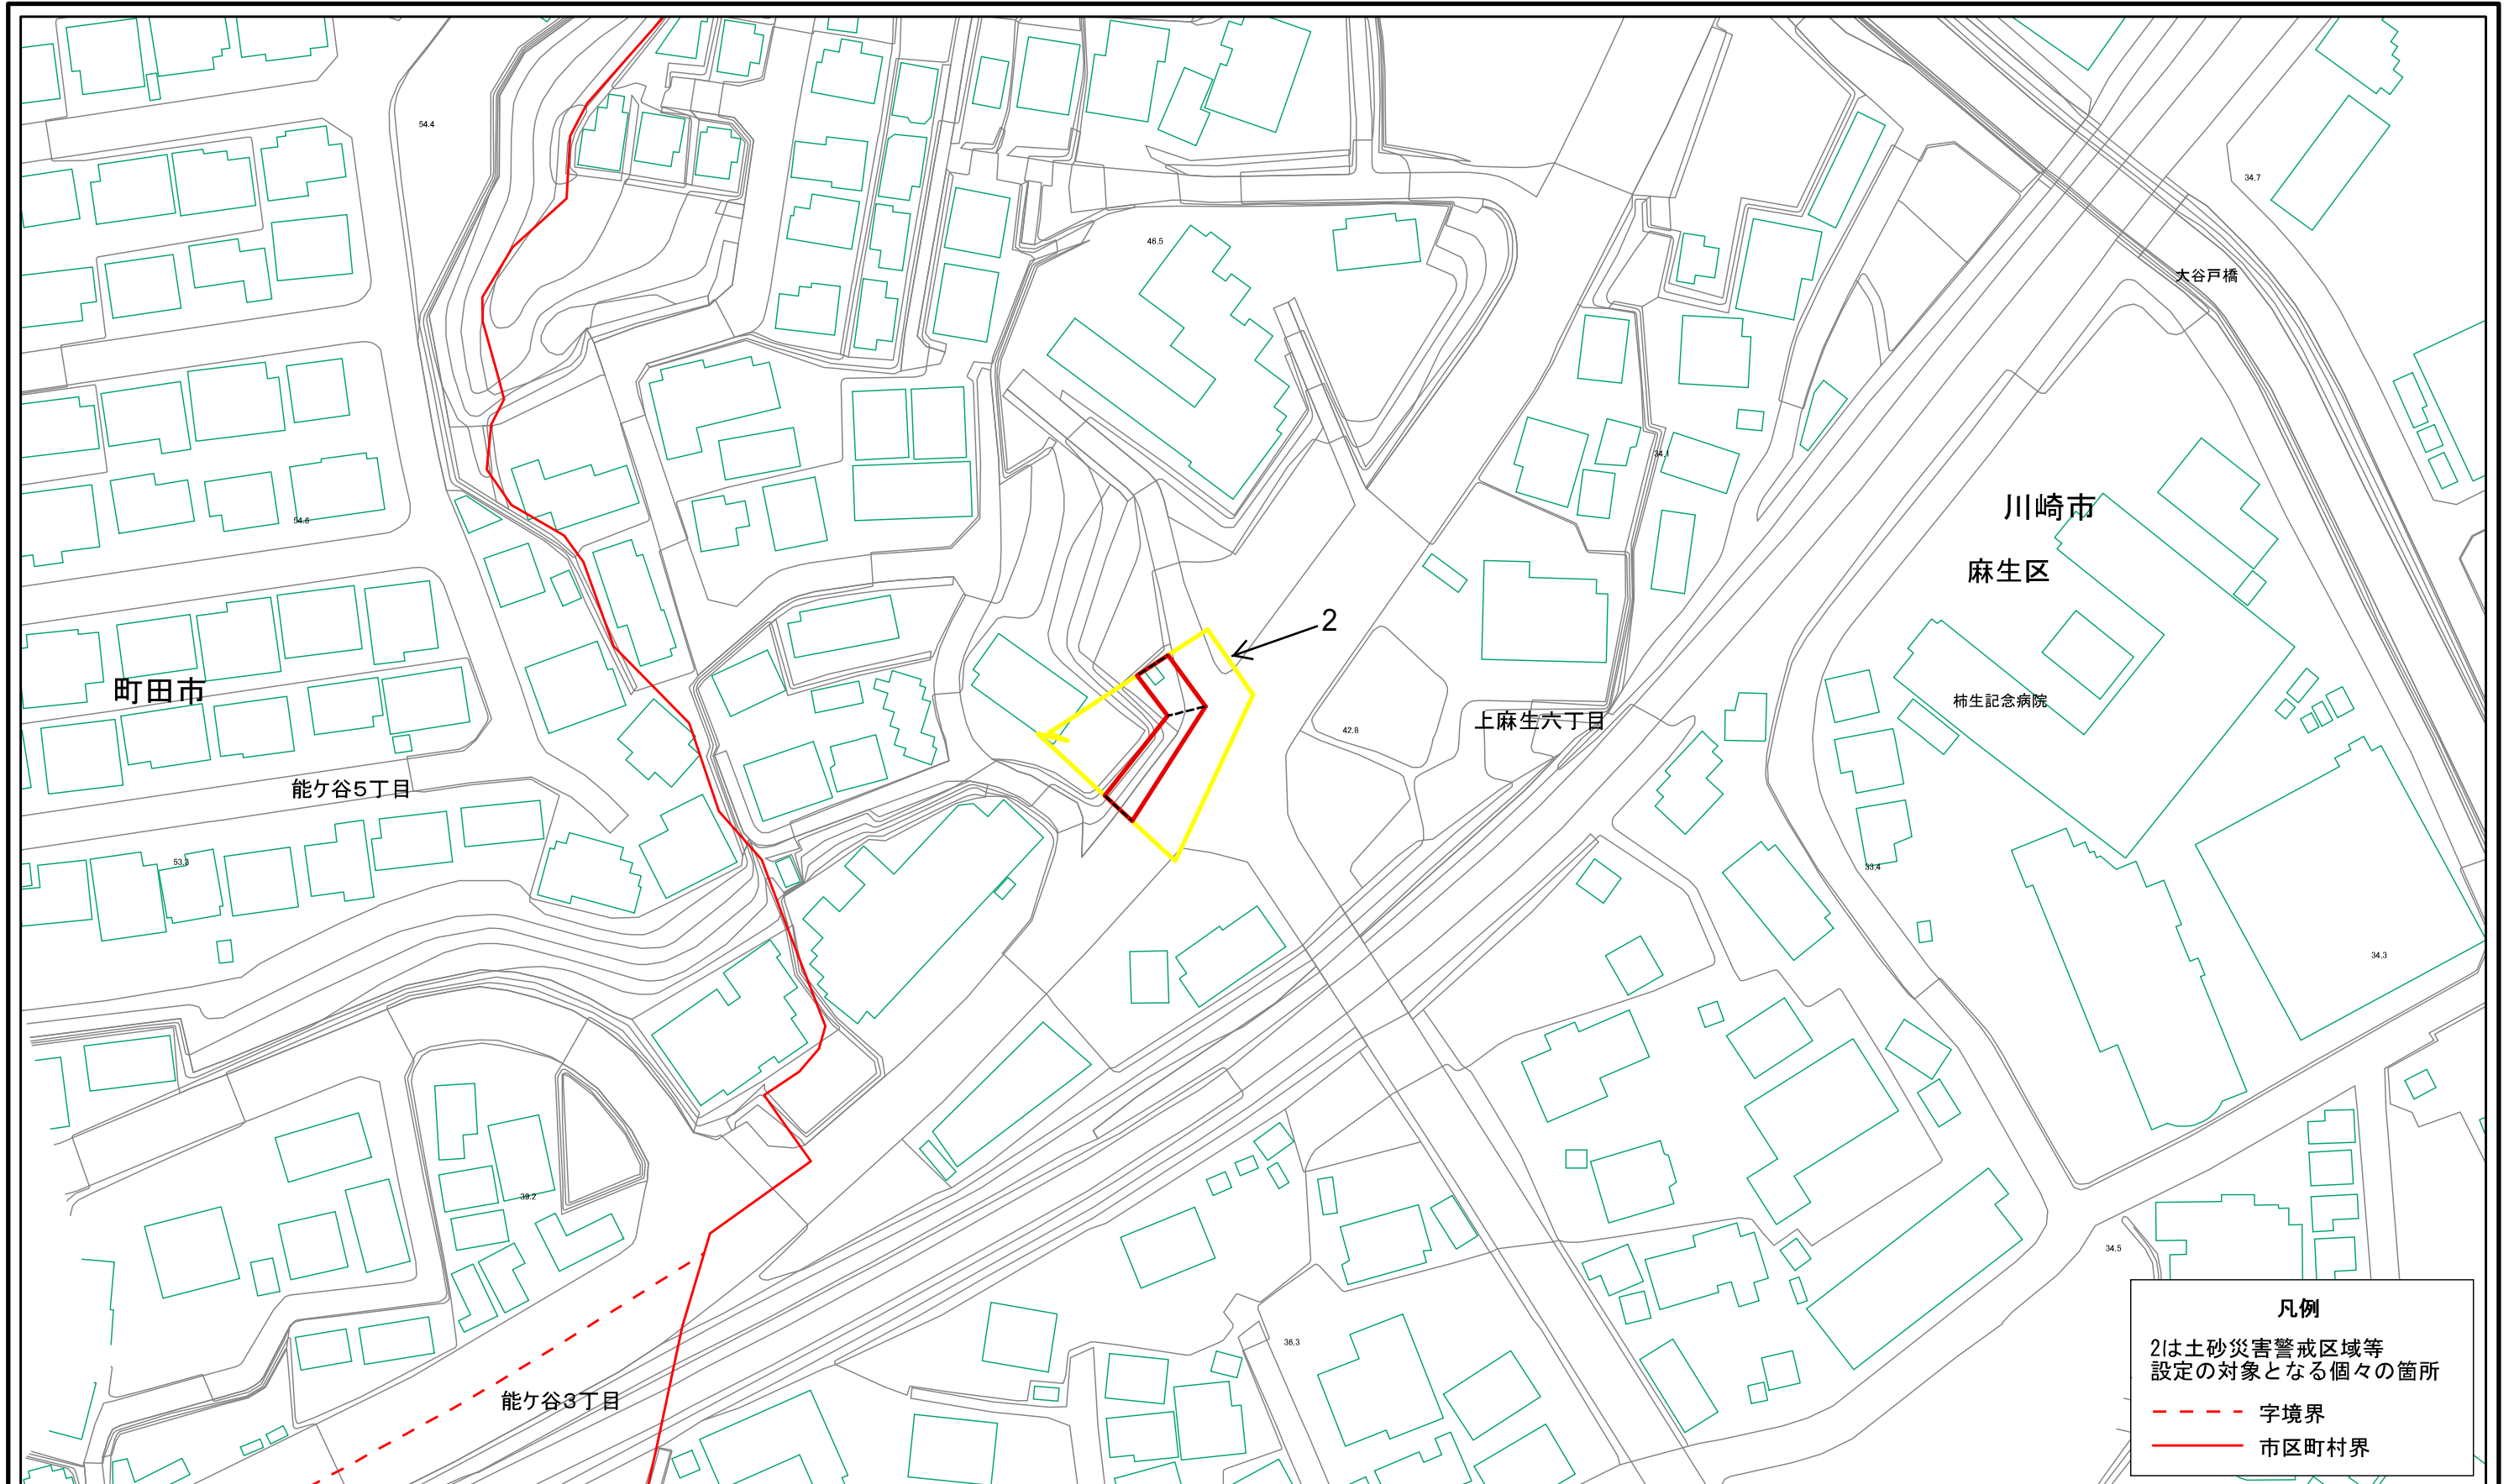 54.4
34.7
46.5
大谷戸橋
34.1
川崎市
54.6
麻生区
2
町田市
柿生記念病院
上麻生六丁目
42.8
能ケ谷5丁目
53.3
33.4
34.3
39.2
34.5
36.3
能ケ谷3丁目
凡例
2は土砂災害警戒区域等
設定の対象となる個々の箇所
字境界
市区町村界